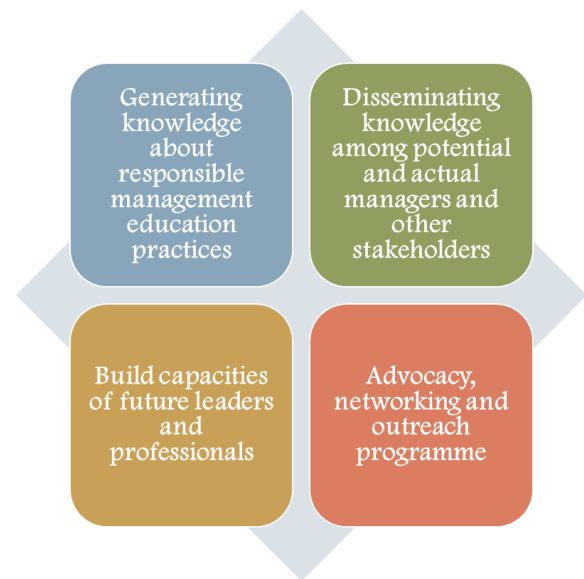 Generating
knowledge
about
responsible
management
education
practices
Disseminating
knowledge
among potential
and actual
managers and
other
stakeholders
Build capacities
of future leaders
and
professionals
Advocacy,
networking and
outreach
programme